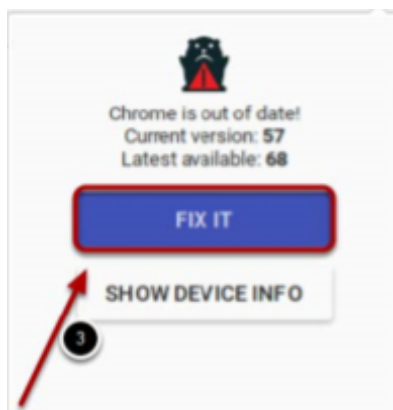 Chrome is out of date!
Current version: 57
Latest available: 68
FIX IT
SHOW DEVICE INFO
3